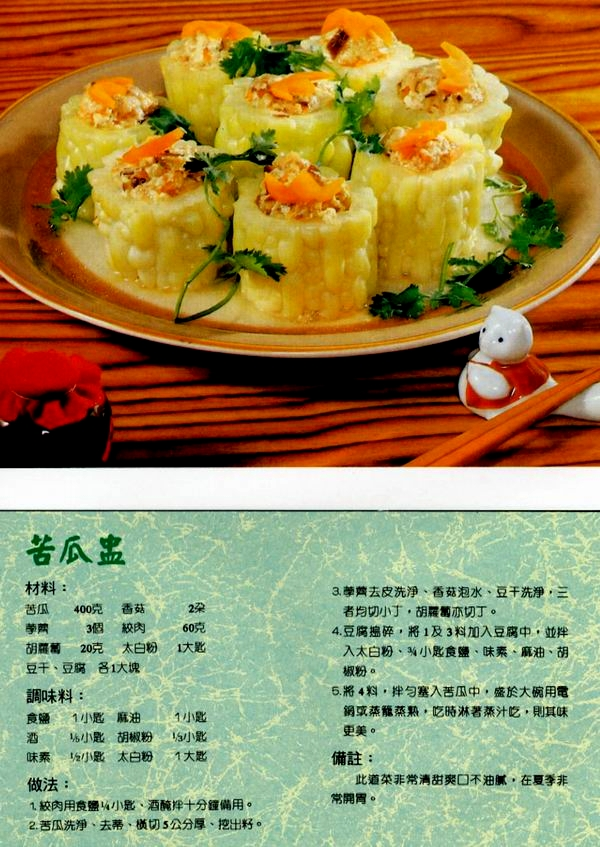 苦瓜盅
材料：
苦瓜 400克 香菇 2朵
荸薺 3個 絞肉 60克
胡蘿蔔 20克 太白粉 1大匙
豆干、豆腐 各1大塊
調味料：
食鹽 1小匙 麻油 1小匙
酒 ⅛小匙 胡椒粉 ⅓小匙
味素 ½小匙 太白粉 1大匙
做法：
1.絞肉用食鹽¼小匙、酒醃拌十分鐘備用。
2.苦瓜洗淨、去蒂、橫切5公分厚、挖出籽。
3.荸薺去皮洗淨、香菇泡水、豆干洗淨，三
者均切小丁，胡蘿蔔亦切丁。
4.豆腐搗碎，將1及3料加入豆腐中，並拌
入太白粉、¾小匙食鹽、味素、麻油、胡
椒粉。
5.將4料，拌勻塞入苦瓜中，盛於大碗用電
鍋或蒸籠蒸熟，吃時淋著蒸汁吃，則其味
更美。
備註：
此道菜非常清甜爽口不油膩，在夏季非
常開胃。